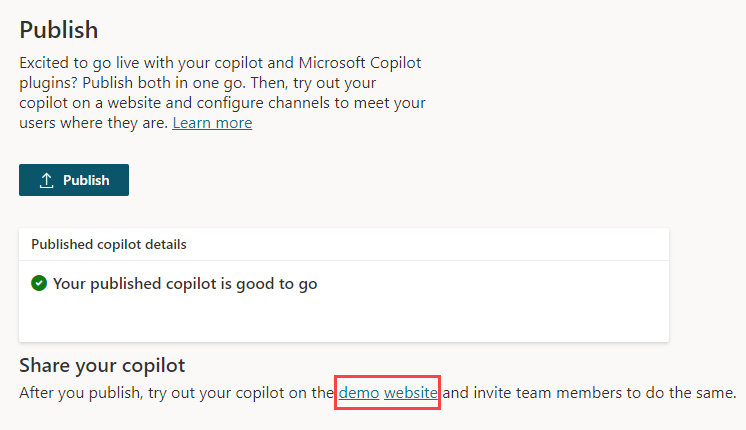 Publish
Excited to go live with your copilot and Microsoft Copilot
plugins? Publish both in one go. Then, try out your
copilot on a website and configure channels to meet your
users where they are. Learn more
Publish
Published copilot details
Your published copilot is good to go
Share your copilot
After you publish, try out your copilot on the demo website and invite team members to do the same.